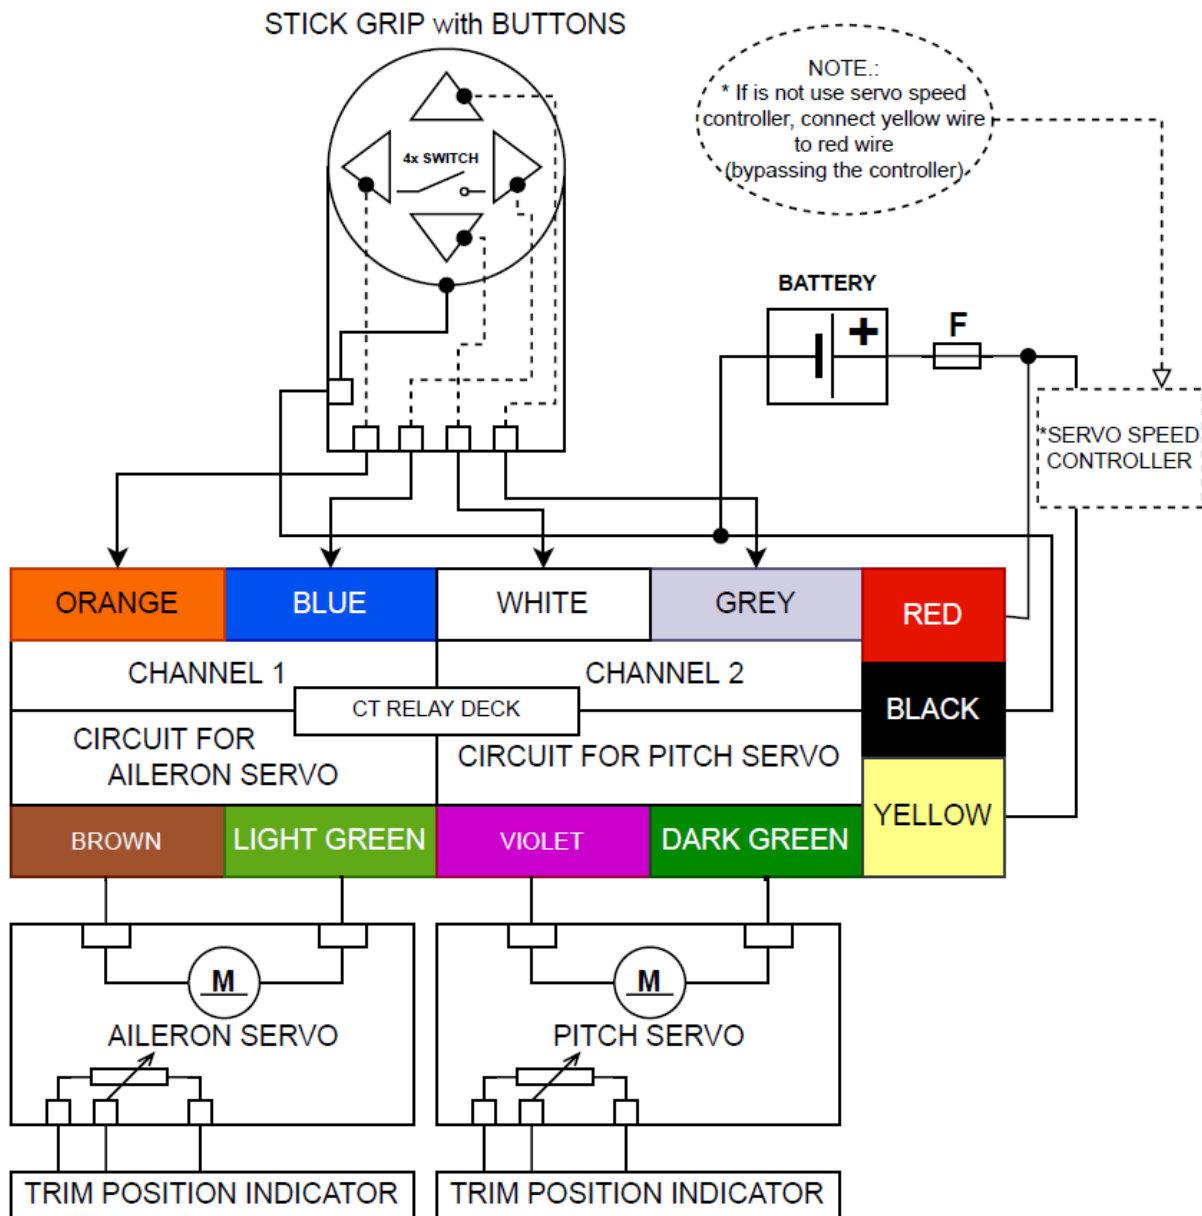 STICK GRIP with BUTTONS
NOTE.:
* If is not use servo speed
controller, connect yellow wire
to red wire
(bypassing the controller)
4x SWITCH
BATTERY
+
F
*SERVO SPEED
CONTROLLER
ORANGE
BLUE
WHITE
GREY
RED
CHANNEL 1
CHANNEL 2
CT RELAY DECK
BLACK
CIRCUIT FOR
AILERON SERVO
CIRCUIT FOR PITCH SERVO
YELLOW
BROWN
LIGHT GREEN
VIOLET
DARK GREEN
M
AILERON SERVO
M
PITCH SERVO
TRIM POSITION INDICATOR
TRIM POSITION INDICATOR